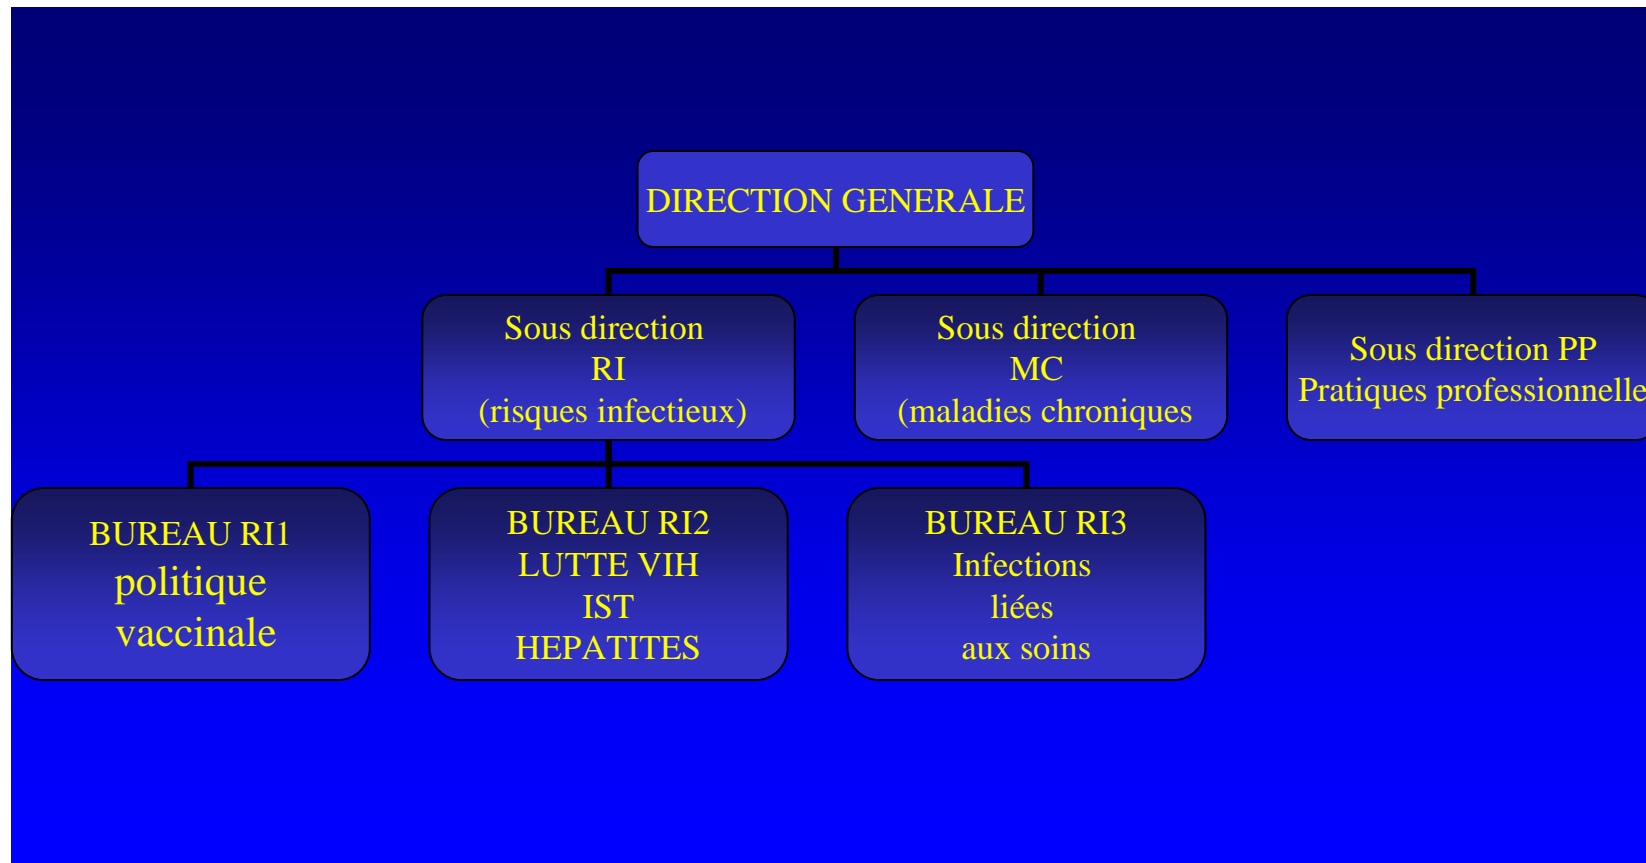 DIRECTION GENERALE
Sous direction
RI
(risques infectieux)
Sous direction
MC
(maladies chroniques
Sous direction PP
Pratiques professionnelle
BUREAU RI1
politique
vaccinale
BUREAU RI2
LUTTE VIH
IST
HEPATITES
BUREAU RI3
Infections
liées
aux soins